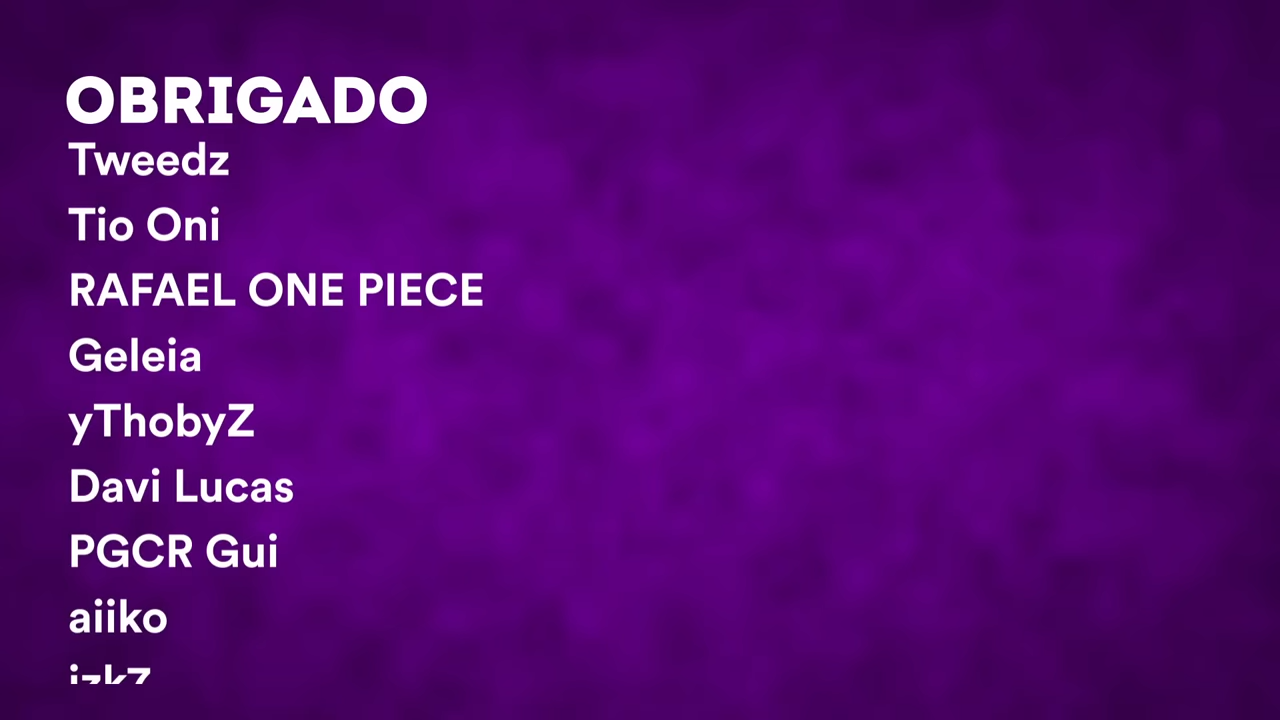 OBRIGADO
Tweedz
Tio Oni
RAFAEL ONE PIECE
Geleia
yThobyZ
Davi Lucas
PGCR Gui
aiiko